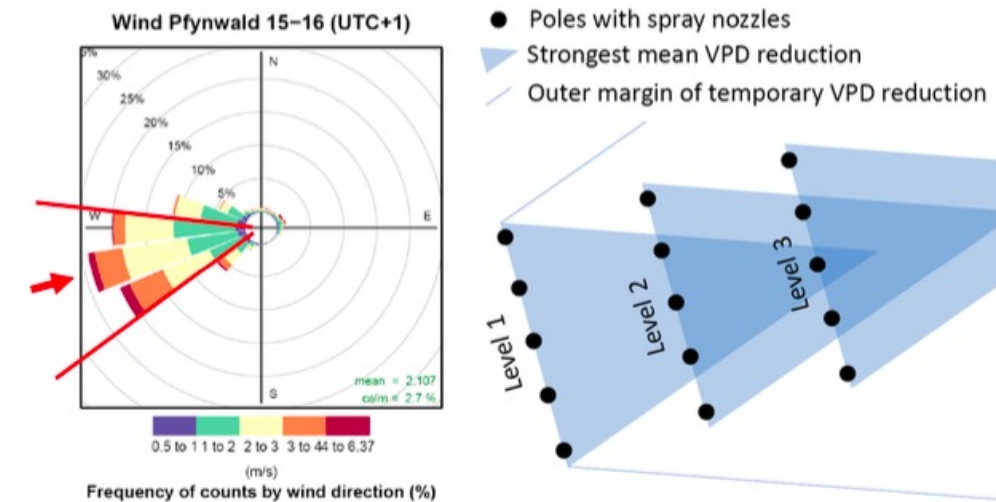 Wind Pfynwald 15−16 (UTC+1)
N
30%
25%
20%
15%
10%
5%
W
E
S
mean = 2.107
calm = 2.7 %
0.5 to 1 1 to 2 2 to 3 3 to 44 to 6.37
(m/s)
Frequency of counts by wind direction (%)
Poles with spray nozzles
Strongest mean VPD reduction
Outer margin of temporary VPD reduction
Level 1
Level 2
Level 3